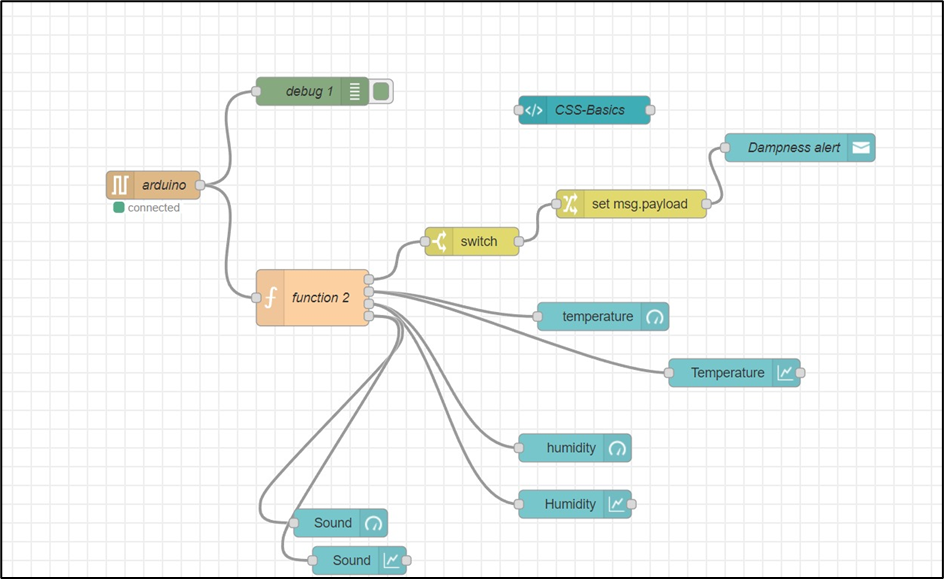 debug 1
CSS-Basics
Dampness alert
arduino
connected
set msg.payload
switch
function 2
temperature
Temperature
humidity
Humidity
Sound
Sound